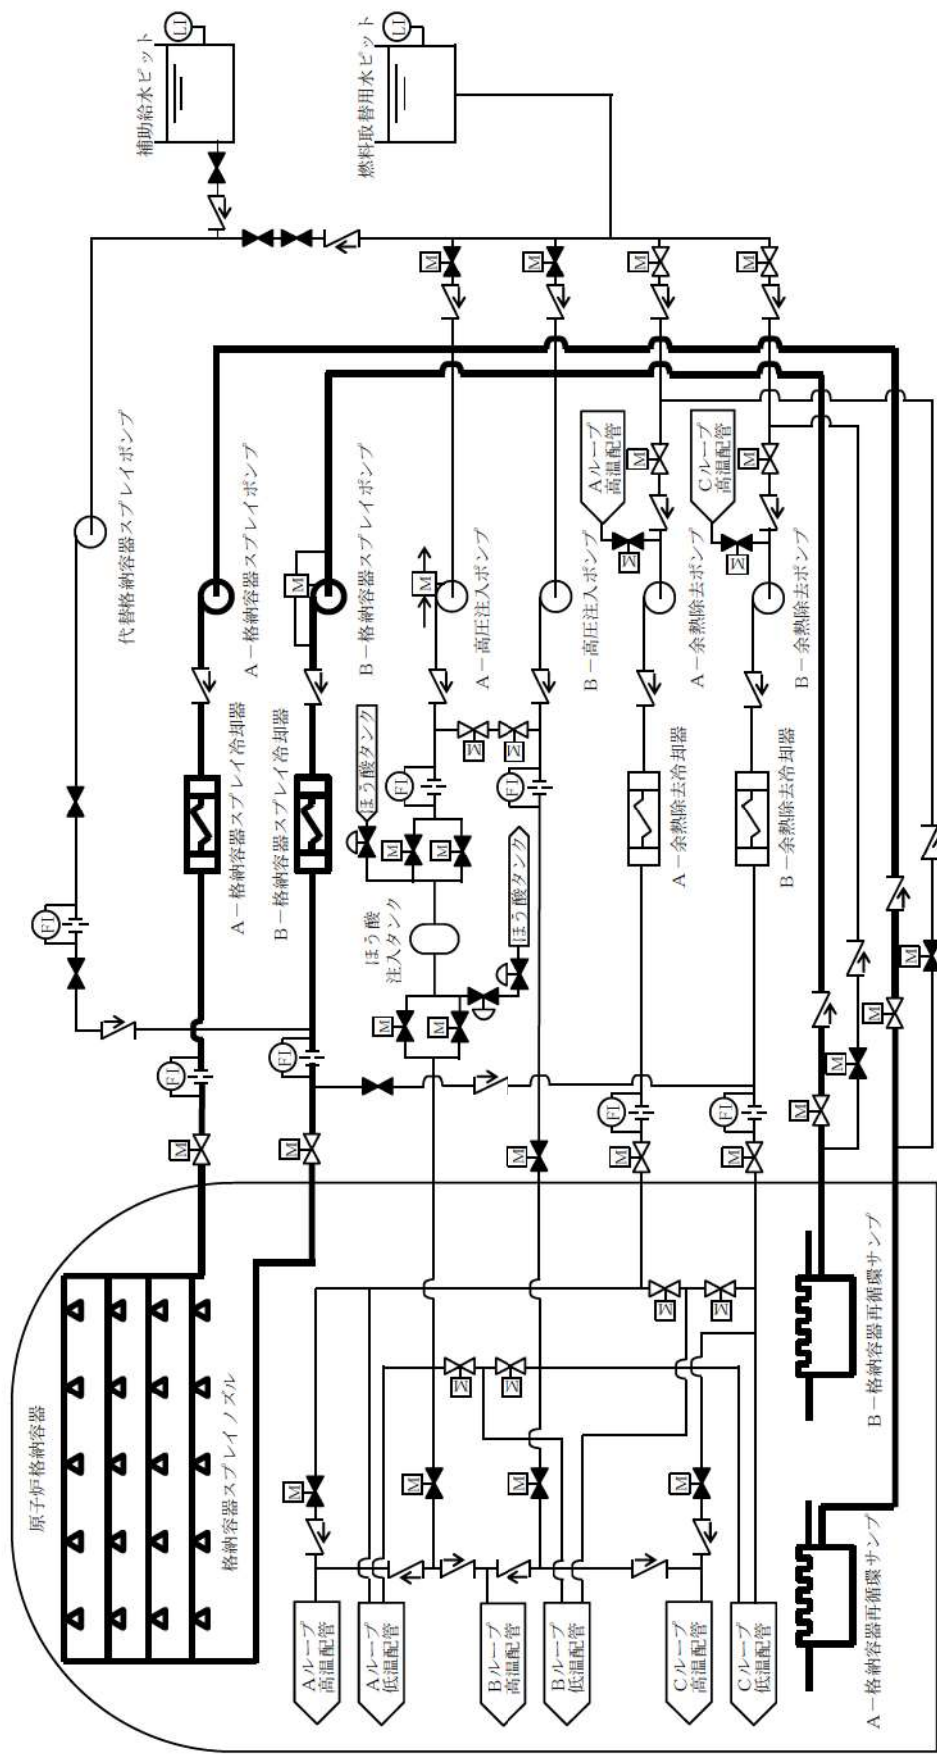 補助給水ピット
LI
燃料取替用水ピット
LI
代替格納容器スプレイポンプ
FI
A－格納容器スプレイポンプ
A－格納容器スプレイ冷却器
FI
M
M
B－格納容器スプレイポンプ
B－格納容器スプレイ冷却器
FI
M
M
M
A－高圧注入ポンプ
ほう酸タンク
FI
M
M
M
M
ほう酸
注入タンク
M
M
M
B－高圧注入ポンプ
FI
ほう酸タンク
M
M
Aループ
高温配管
M
M
A－余熱除去ポンプ
A－余熱除去冷却器
FI
M
M
Cループ
高温配管
M
M
B－余熱除去ポンプ
B－余熱除去冷却器
FI
M
M
M
M
M
原子炉格納容器
格納容器スプレイノズル
M
M
M
M
M
M
M
M
Aループ
高温配管
Aループ
低温配管
Bループ
高温配管
Bループ
低温配管
Cループ
高温配管
Cループ
低温配管
B－格納容器再循環サンプ
A－格納容器再循環サンプ